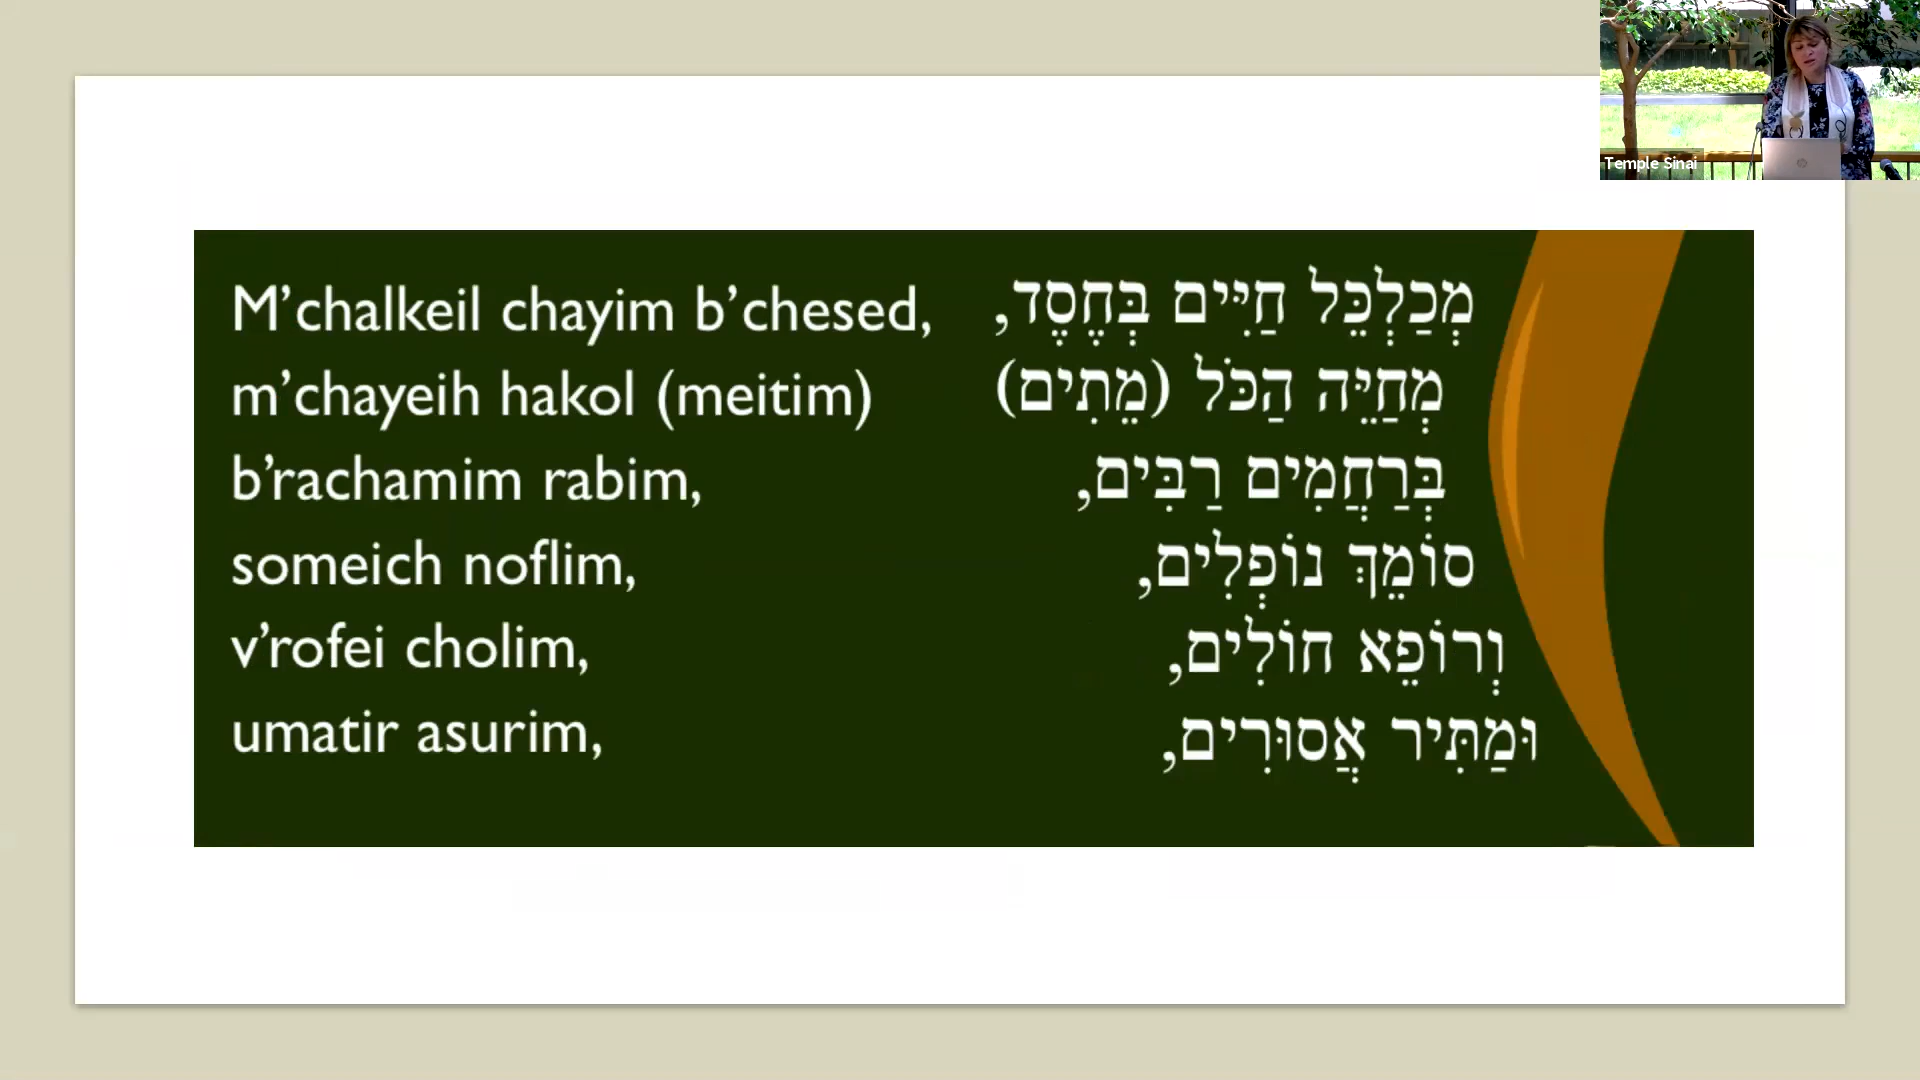 Temple Sinai
M’chalkeil chayim b’chesed,
m’chayeih hakol (meitim)
b’rachamim rabim,
someich noflim,
v’rofei cholim,
umatir asurim,
מְכַלְכֵּל חַיִּים בְּחֶסֶד,
מְחַיֵּה הַכֹּל (מֵתִים)
בְּרַחֲמִים רַבִּים,
סוֹמֵךְ נוֹפְלִים,
וְרוֹפֵא חוֹלִים,
וּמַתִּיר אֲסוּרִים,